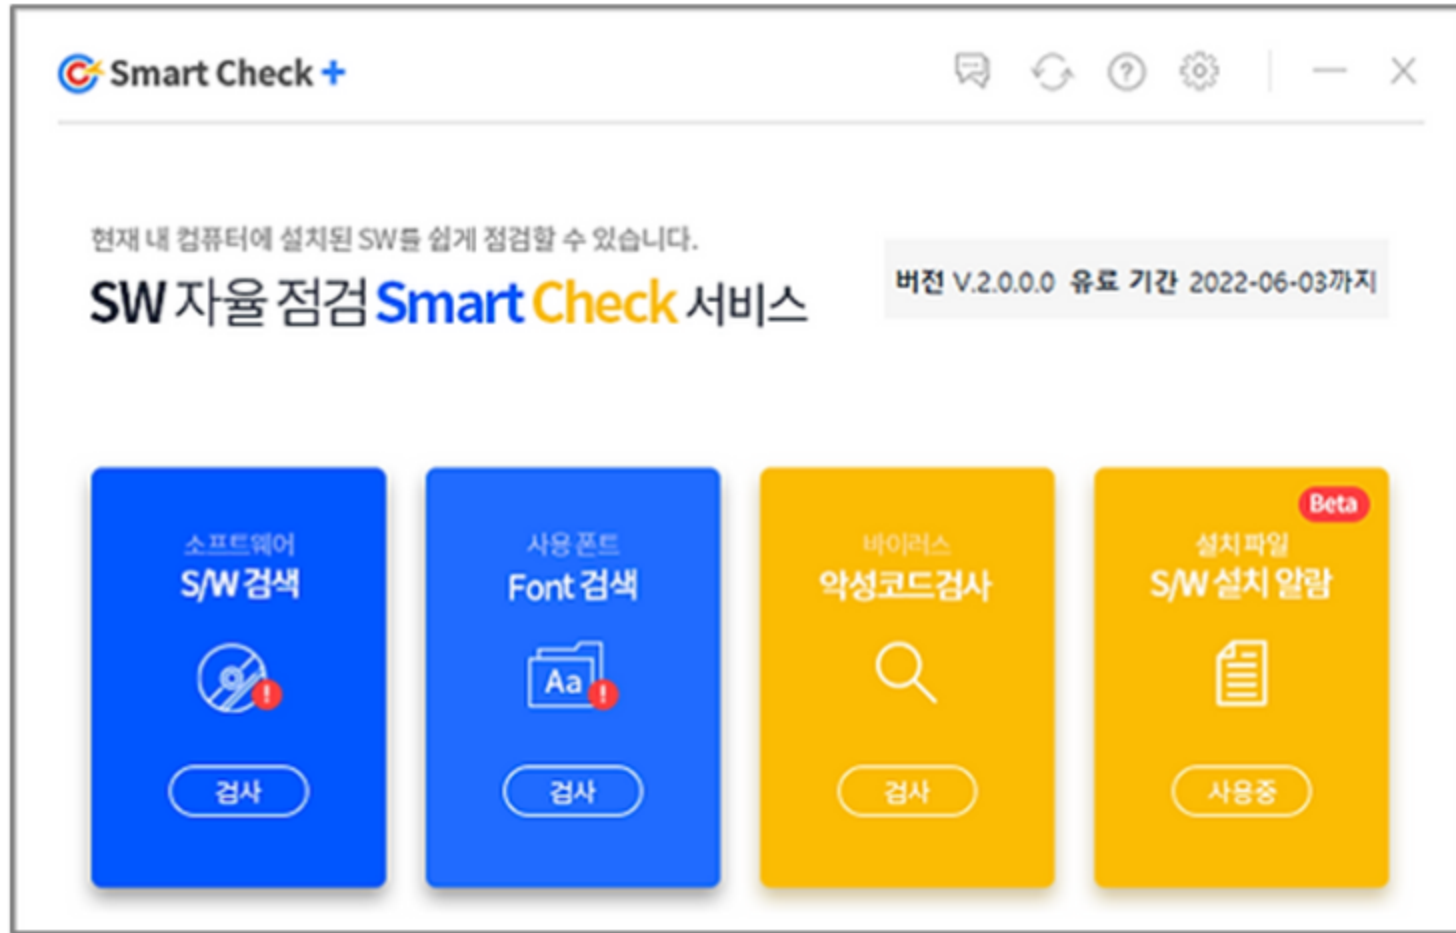 Smart Check +
현재 내 컴퓨터에 설치된 SW를 쉽게 점검할 수 있습니다.
SW 자율 점검 Smart Check 서비스
버전 V.2.0.0.0 유료 기간 2022-06-03까지
소프트웨어
S/W 검색
검사
사용 폰트
Font 검색
Aa
검사
바이러스
악성코드검사
검사
Beta
설치 파일
S/W 설치 알람
사용중